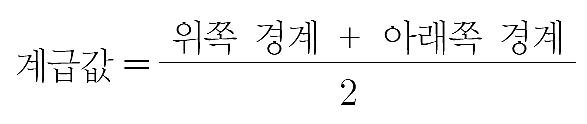 계급값 = (위쪽 경계 + 아래쪽 경계) / 2